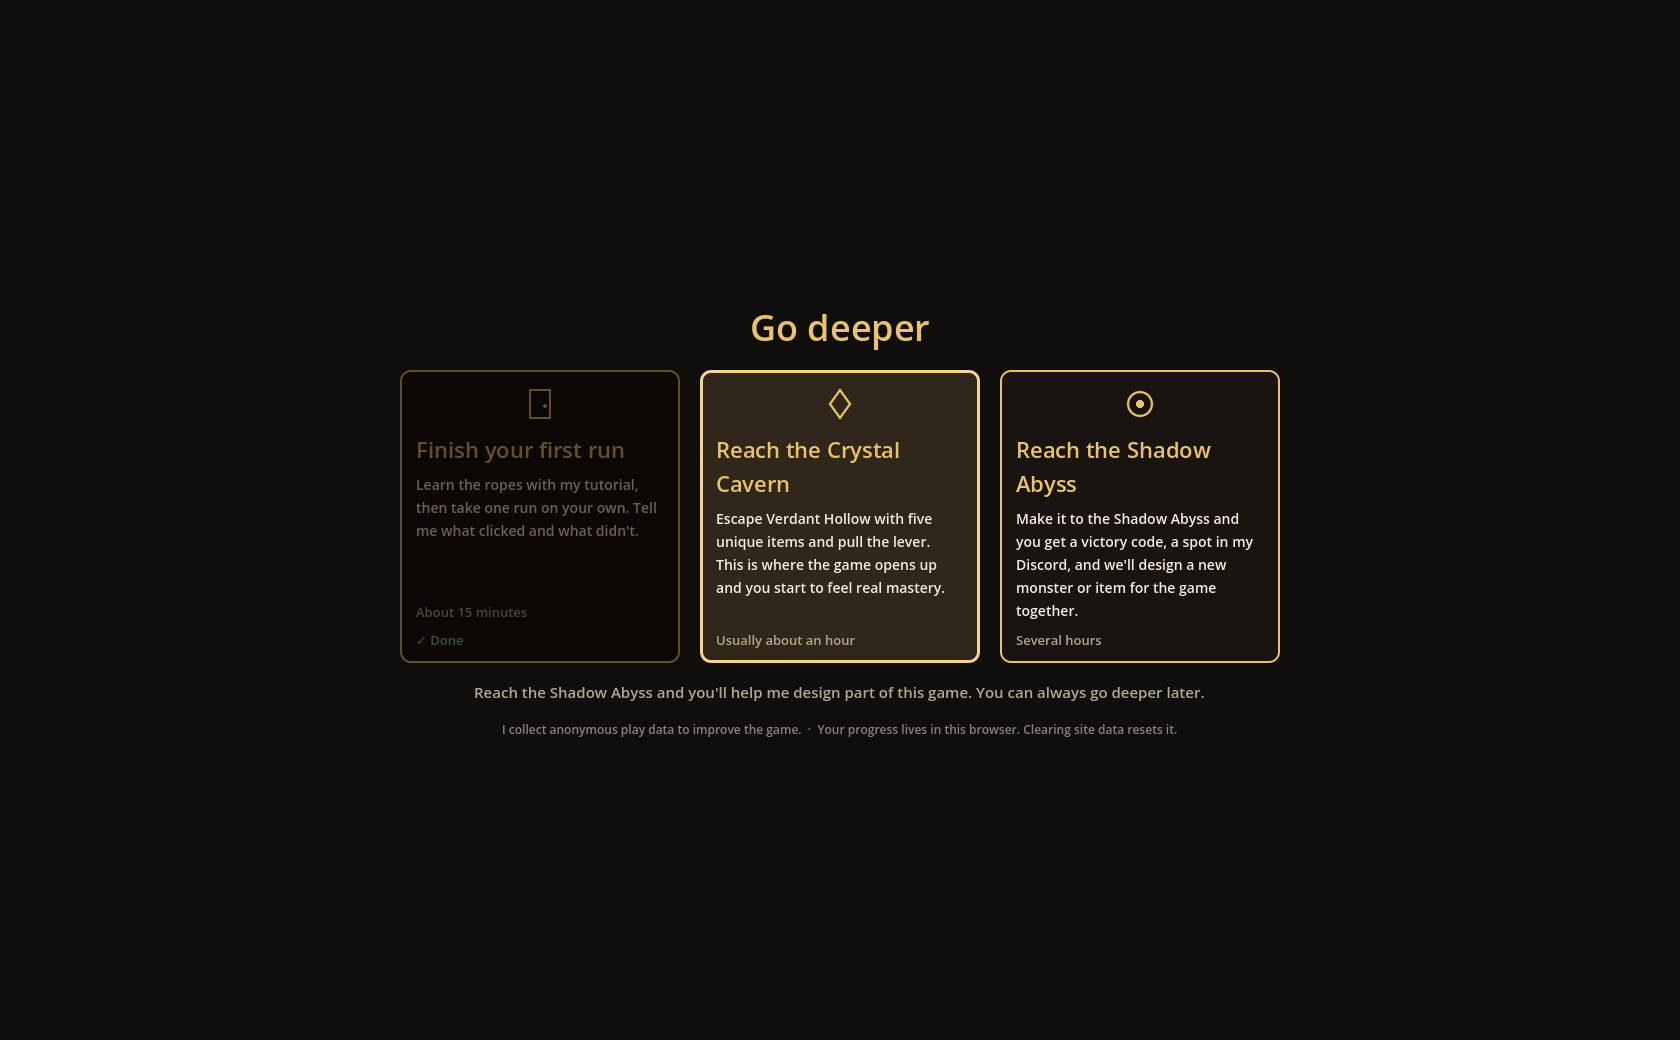 Go deeper
Finish your first run
Learn the ropes with my tutorial,
then take one run on your own. Tell
me what clicked and what didn't.
About 15 minutes
✓ Done
Reach the Crystal
Cavern
Escape Verdant Hollow with five
unique items and pull the lever.
This is where the game opens up
and you start to feel real mastery.
Usually about an hour
Reach the Shadow
Abyss
Make it to the Shadow Abyss and
you get a victory code, a spot in my
Discord, and we'll design a new
monster or item for the game
together.
Several hours
Reach the Shadow Abyss and you'll help me design part of this game. You can always go deeper later.
I collect anonymous play data to improve the game. · Your progress lives in this browser. Clearing site data resets it.